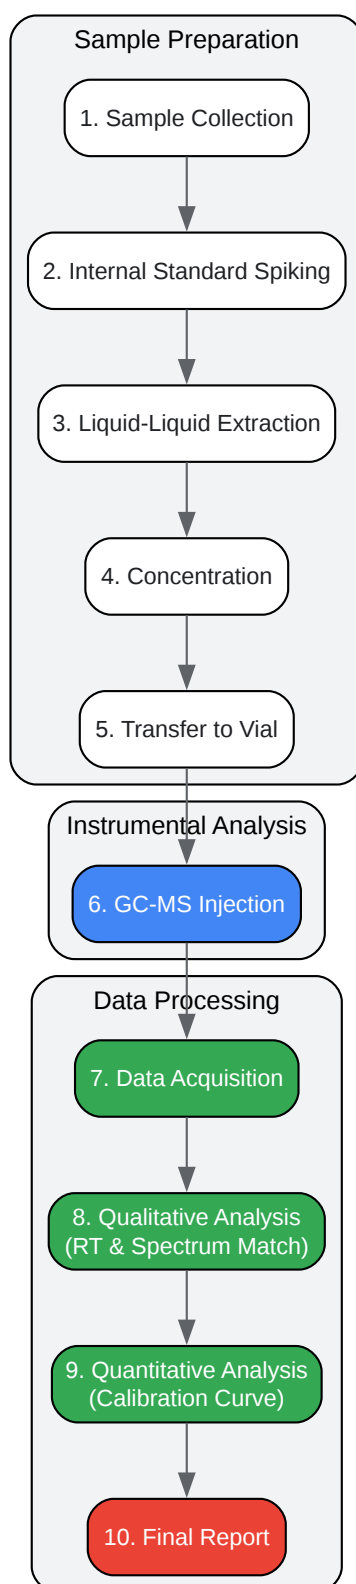 Sample Preparation
1. Sample Collection
2. Internal Standard Spiking
3. Liquid-Liquid Extraction
4. Concentration
5. Transfer to Vial
Instrumental Analysis
6. GC-MS Injection
Data Processing
7. Data Acquisition
8. Qualitative Analysis
(RT & Spectrum Match)
9. Quantitative Analysis
(Calibration Curve)
10. Final Report